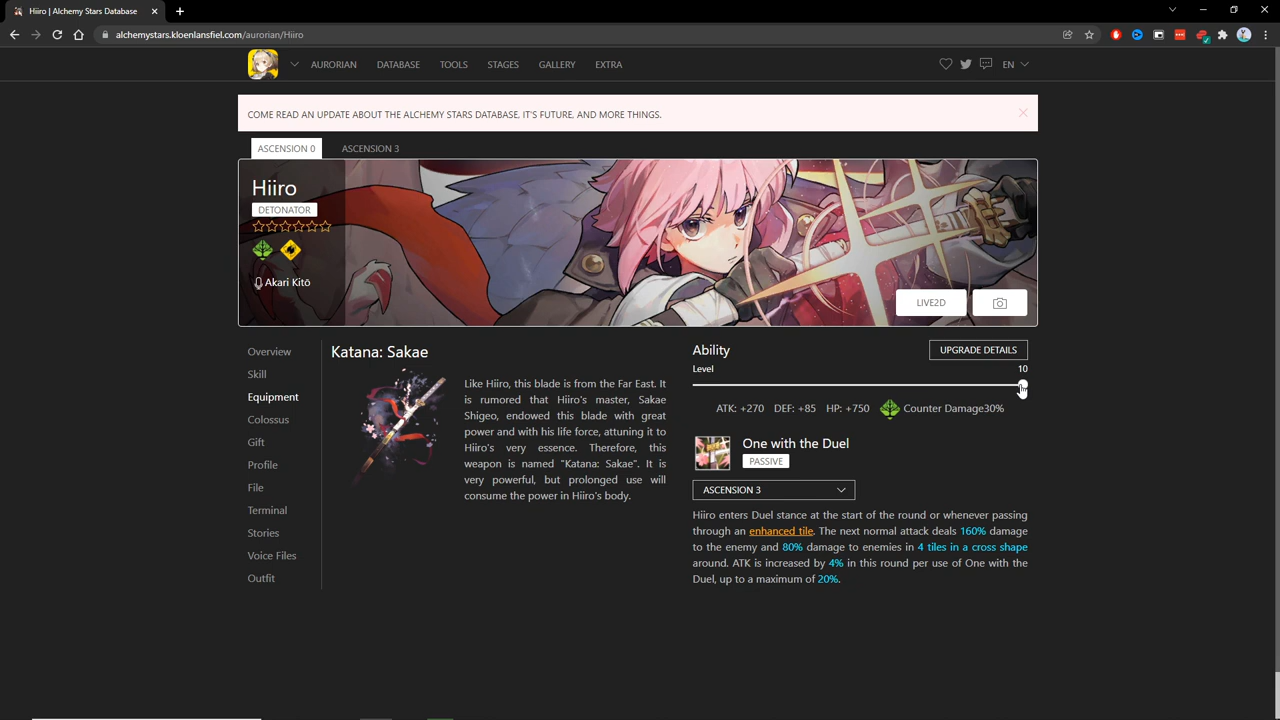 Hiiro | Alchemy Stars Database
alchemystars.kloenlansfiel.com/aurorian/Hiiro
AURORIAN DATABASE TOOLS STAGES GALLERY EXTRA EN
COME READ AN UPDATE ABOUT THE ALCHEMY STARS DATABASE, IT'S FUTURE, AND MORE THINGS.
ASCENSION 0 ASCENSION 3
Hiiro
DETONATOR
Akari Kitō
LIVE2D
Overview
Skill
Equipment
Colossus
Gift
Profile
File
Terminal
Stories
Voice Files
Outfit
Katana: Sakae
Like Hiiro, this blade is from the Far East. It
is rumored that Hiiro's master, Sakae
Shigeo, endowed this blade with great
power and with his life force, attuning it to
Hiiro's very essence. Therefore, this
weapon is named "Katana: Sakae". It is
very powerful, but prolonged use will
consume the power in Hiiro's body.
Ability
UPGRADE DETAILS
Level 10
ATK: +270 DEF: +85 HP: +750 Counter Damage30%
One with the Duel
PASSIVE
ASCENSION 3
Hiiro enters Duel stance at the start of the round or whenever passing
through an enhanced tile. The next normal attack deals 160% damage
to the enemy and 80% damage to enemies in 4 tiles in a cross shape
around. ATK is increased by 4% in this round per use of One with the
Duel, up to a maximum of 20%.